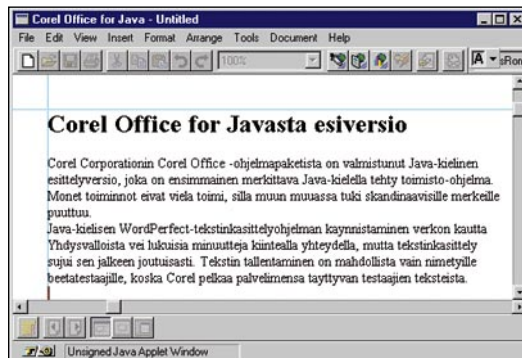 Corel Office for Java - Untitled
File Edit View Insert Format Arrange Tools Document Help
100%
A
sRon
Corel Office for Javasta esiversio
Corel Corporationin Corel Office -ohjelmapaketista on valmistunut Java-kielinen
esittelyversio, joka on ensimmainen merkittava Java-kielella tehty toimisto-ohjelma.
Monet toiminnot eivat viela toimi, silla muun muuassa tuki skandinaavisille merkeille
puuttuu.
Java-kielisen WordPerfect-tekstinkasittelyohjelman kaynnistaminen verkon kautta
Yhdysvalloista vei lukuisia minuutteja kiintealla yhteydella, mutta tekstinkasittely
sujui sen jalkeen joutuisasti. Tekstin tallentaminen on mahdollista vain nimetyille
beetatestaajille, koska Corel pelkaa palvelimensa tayttyvan testaajien teksteista.
Unsigned Java Applet Window